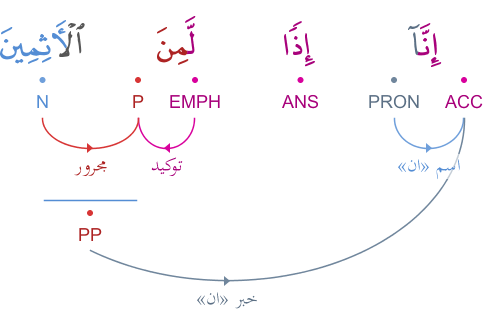 إِنَّآ إِذًا لَّمِنَ ٱلْأَثِمِينَ
N P EMPH ANS PRON ACC
اسم «ان» توكيد مجرور
PP
خبر «ان»